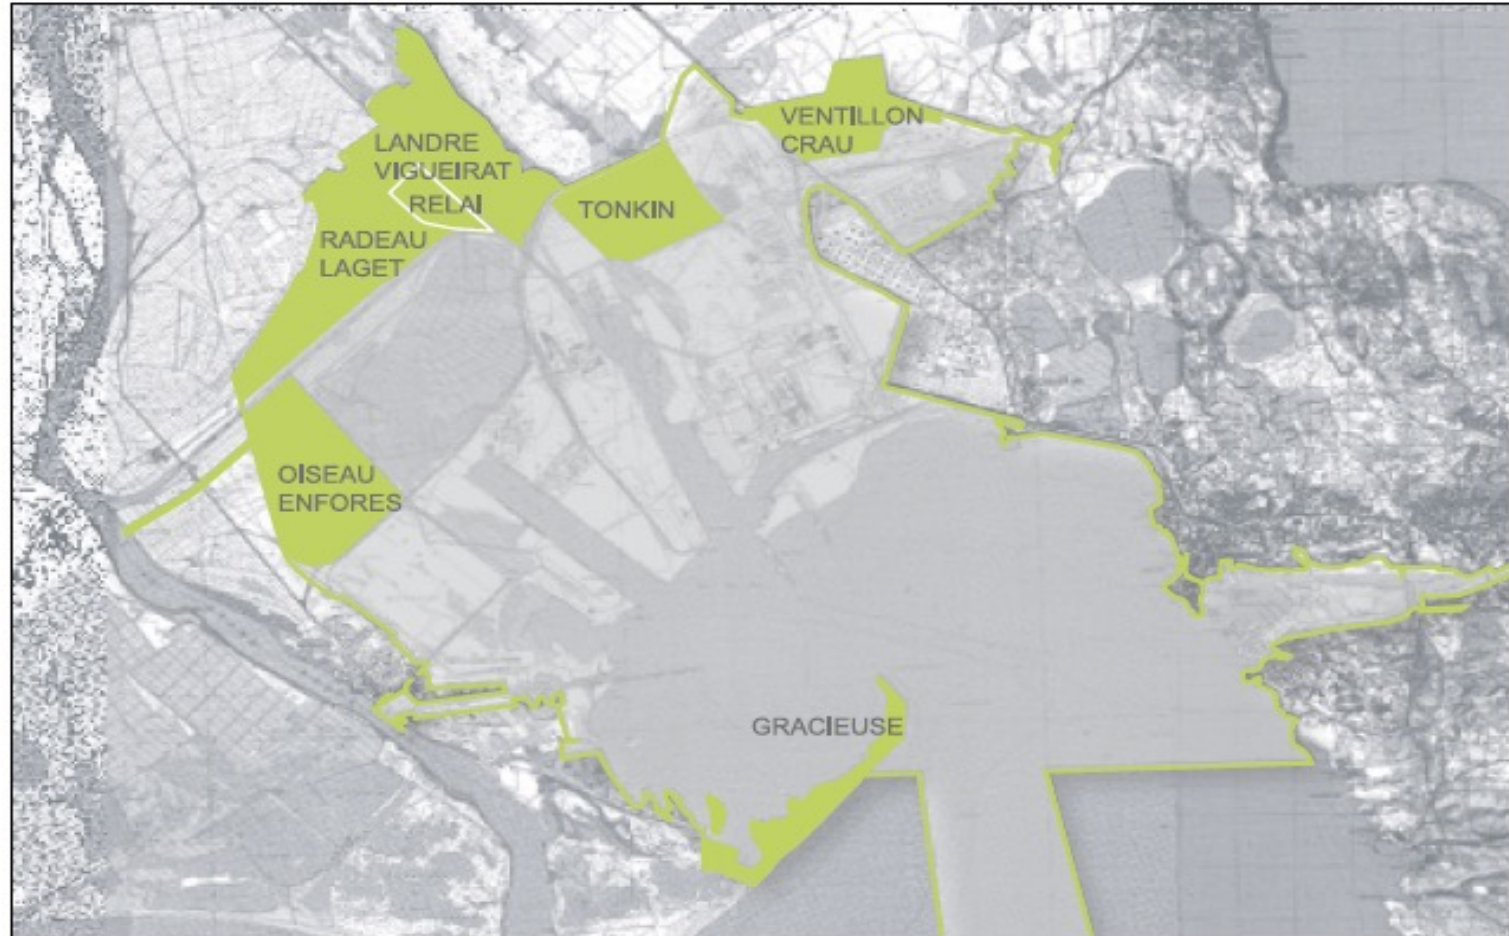 VENTILLON
CRAU
LANDRE
VIGUEIRAT
RELAI
TONKIN
RADEAU
LAGET
OISEAU
ENFORES
GRACIEUSE